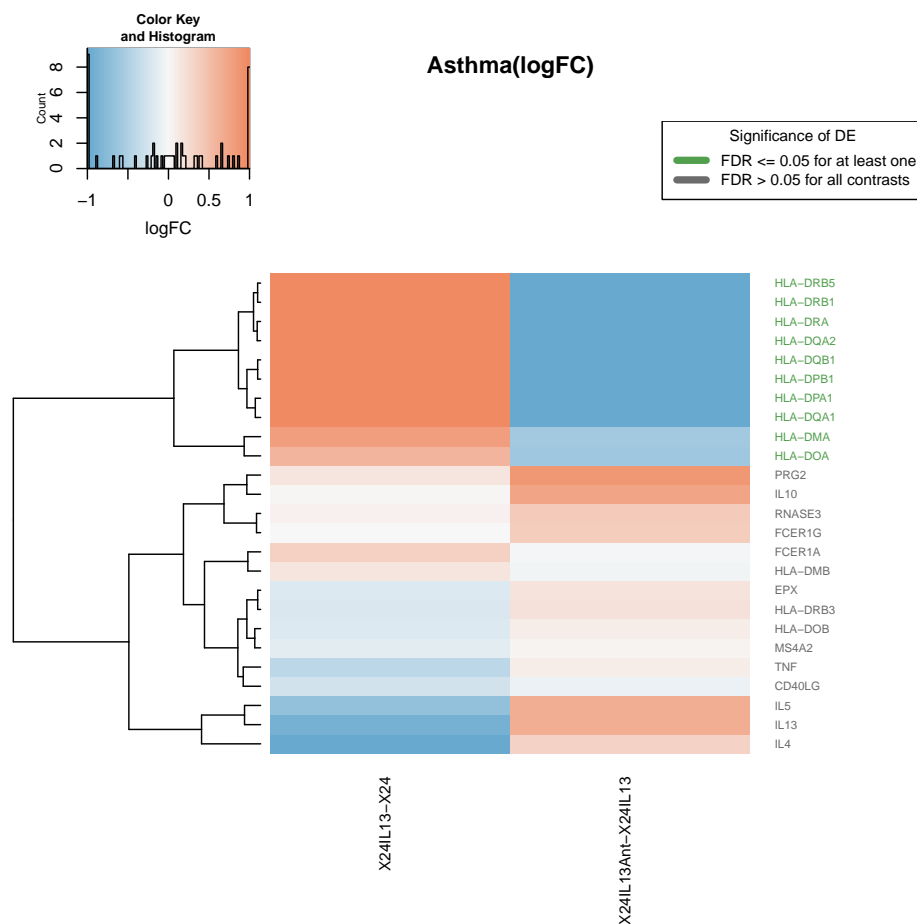 Color Key
and Histogram
Count
0 2 4 6 8
−1 0 0.5 1
logFC
Asthma(logFC)
Significance of DE
FDR <= 0.05 for at least one
FDR > 0.05 for all contrasts
HLA−DRB5
HLA−DRB1
HLA−DRA
HLA−DQA2
HLA−DQB1
HLA−DPB1
HLA−DPA1
HLA−DQA1
HLA−DMA
HLA−DOA
PRG2
IL10
RNASE3
FCER1G
FCER1A
HLA−DMB
EPX
HLA−DRB3
HLA−DOB
MS4A2
TNF
CD40LG
IL5
IL13
IL4
X24IL13−X24
X24IL13Ant−X24IL13